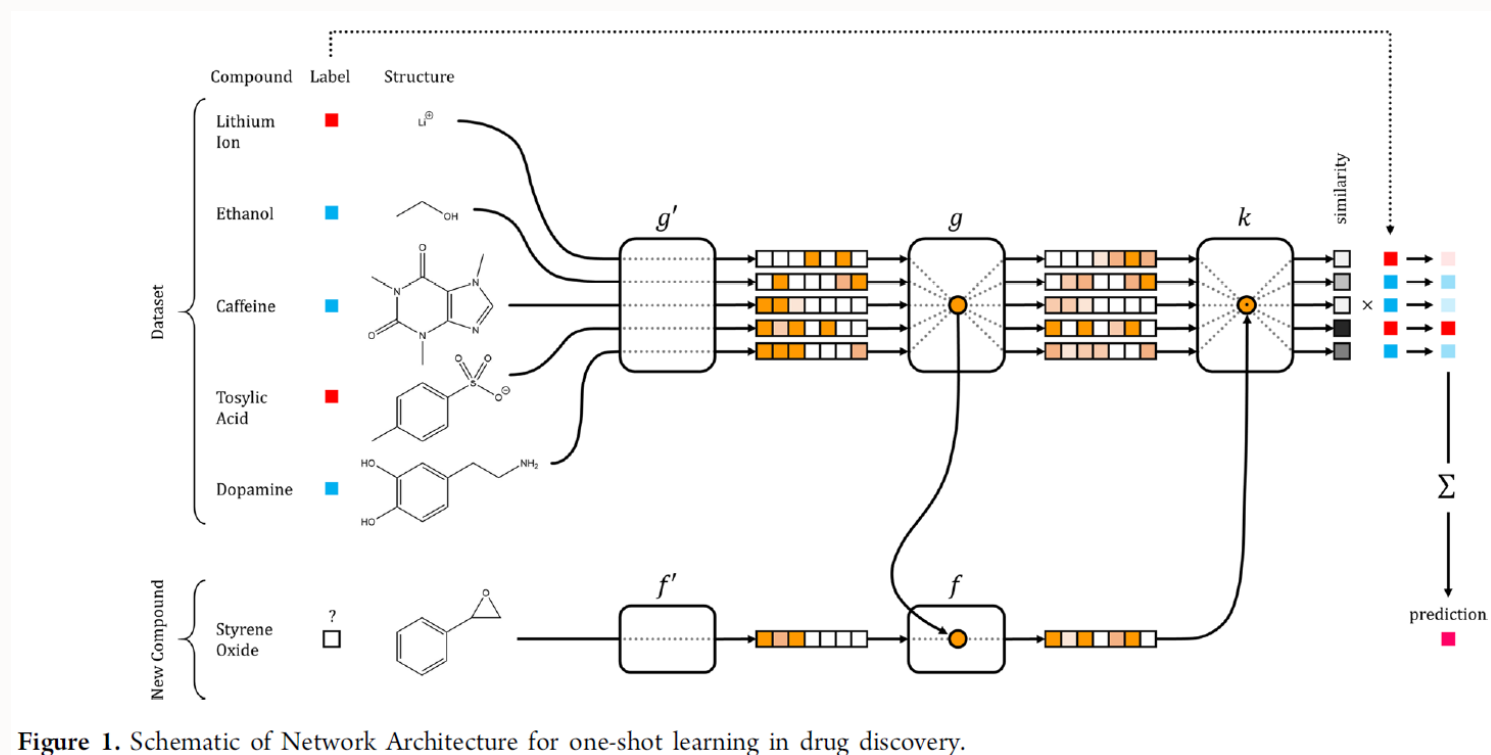 Compound Label Structure
Lithium
Ion
Li⊕
Ethanol
OH
Caffeine
O
N
N
O
N
N
Tosylic
Acid
O
O
S
O⊖
Dopamine
HO
HO
NH₂
Dataset
g′
g
k
similarity
×
Σ
prediction
New Compound
Styrene
Oxide
?
O
f′
f
Figure 1. Schematic of Network Architecture for one-shot learning in drug discovery.